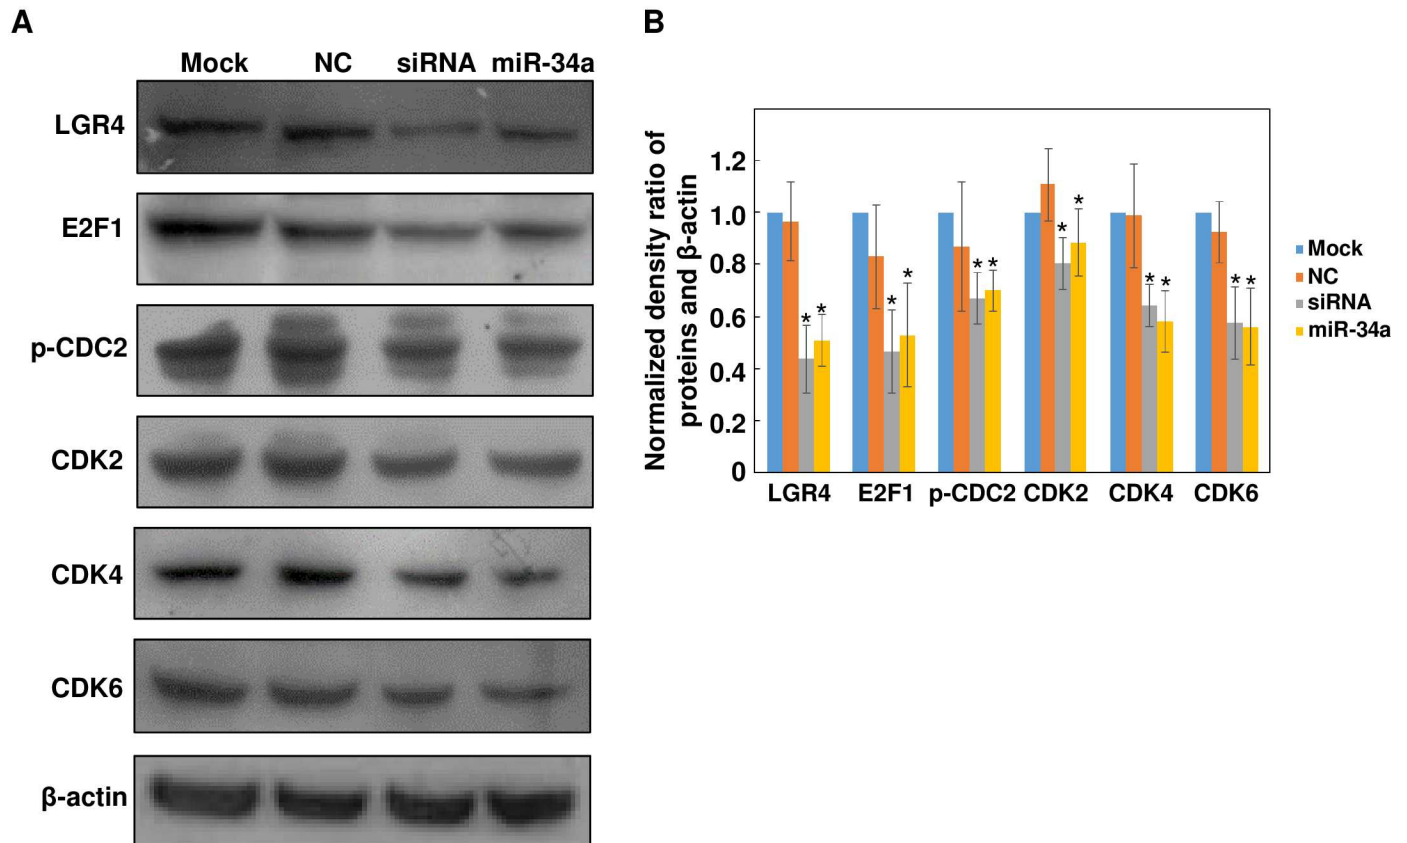 A
Mock NC siRNA miR-34a
LGR4
E2F1
p-CDC2
CDK2
CDK4
CDK6
β-actin
B
Normalized density ratio of
proteins and β-actin
1.2
1.0
0.8
0.6
0.4
0.2
0
* * * * * * * * * * * *
LGR4 E2F1 p-CDC2 CDK2 CDK4 CDK6
Mock
NC
siRNA
miR-34a